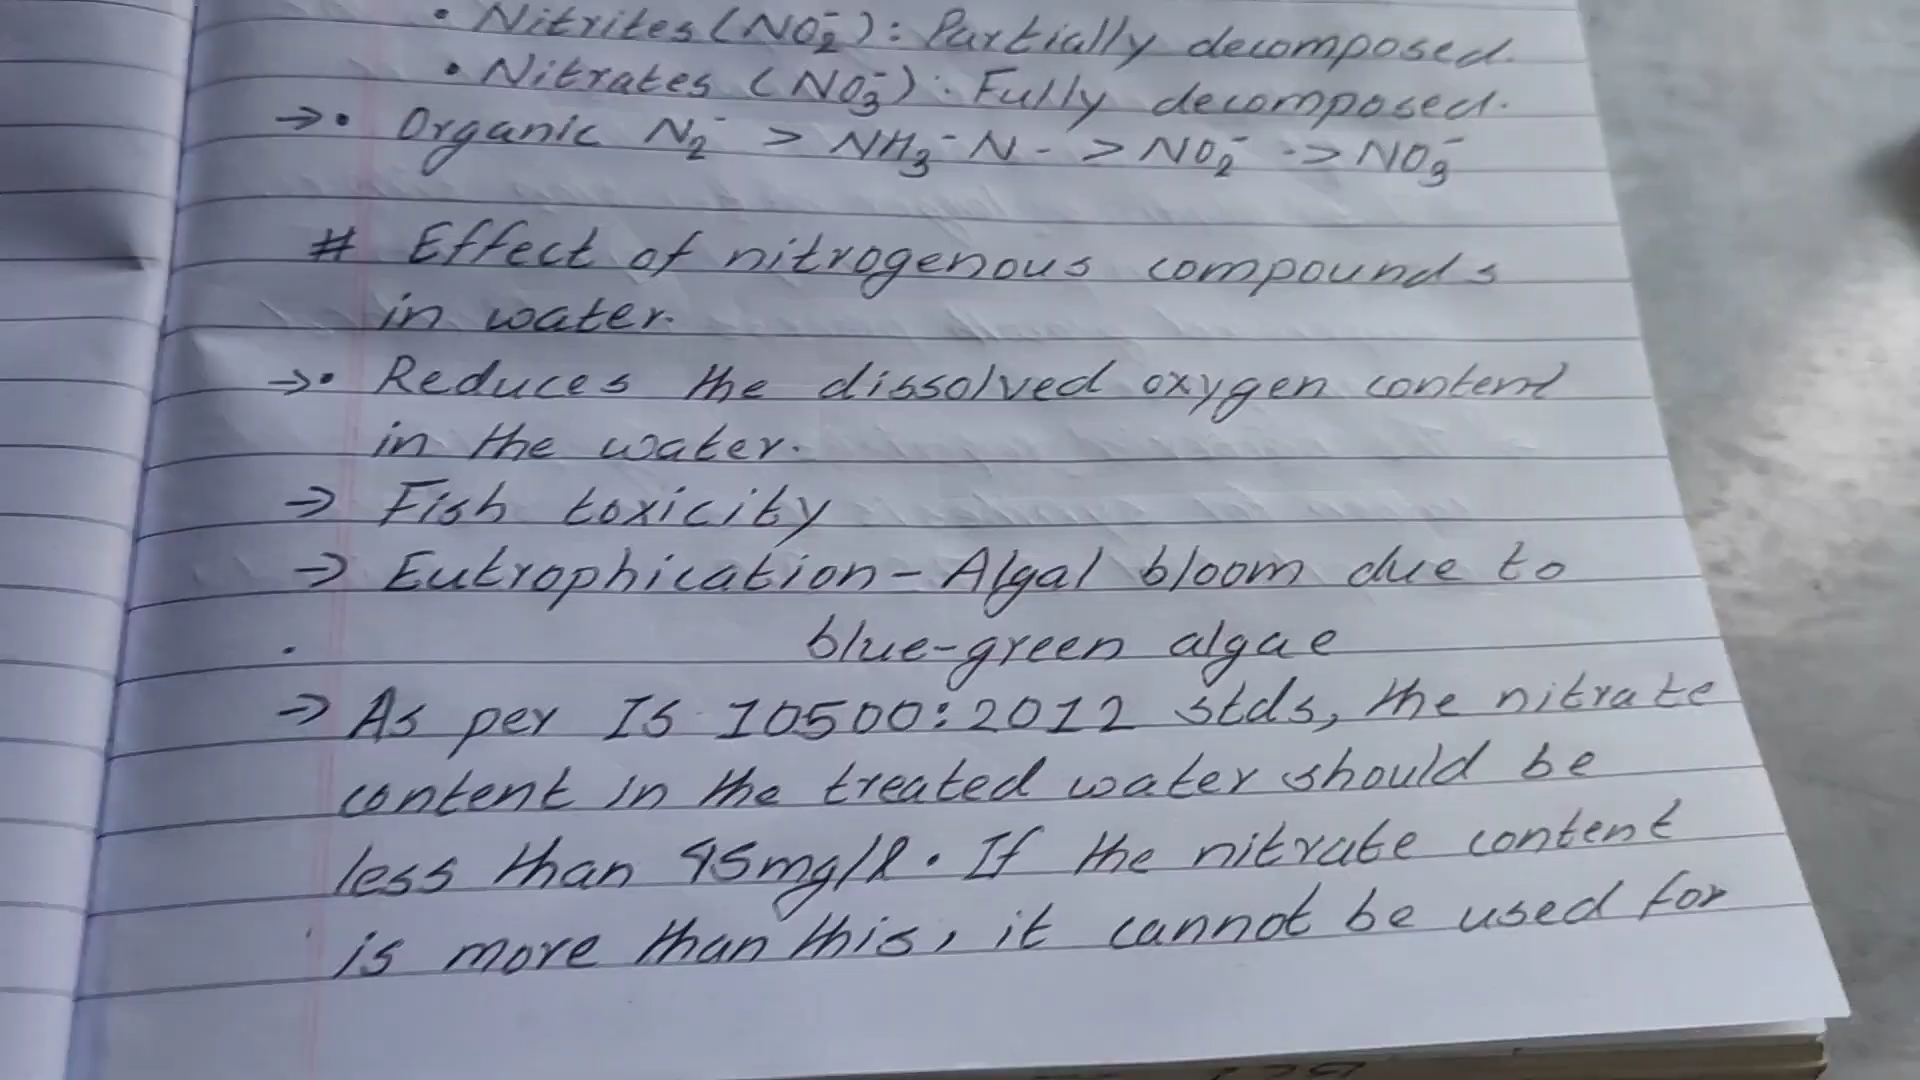 • Nitrites (NO₂⁻): Partially decomposed.
• Nitrates (NO₃⁻): Fully decomposed.
→• Organic N₂⁻ > NH₃⁻N - > NO₂⁻ -> NO₃⁻
# Effect of nitrogenous compounds
in water.
→• Reduces the dissolved oxygen content
in the water.
→ Fish toxicity
→ Eutrophication - Algal bloom due to
blue-green algae
→ As per IS 10500:2012 stds, the nitrate
content in the treated water should be
less than 45mg/l. If the nitrate content
is more than this, it cannot be used for